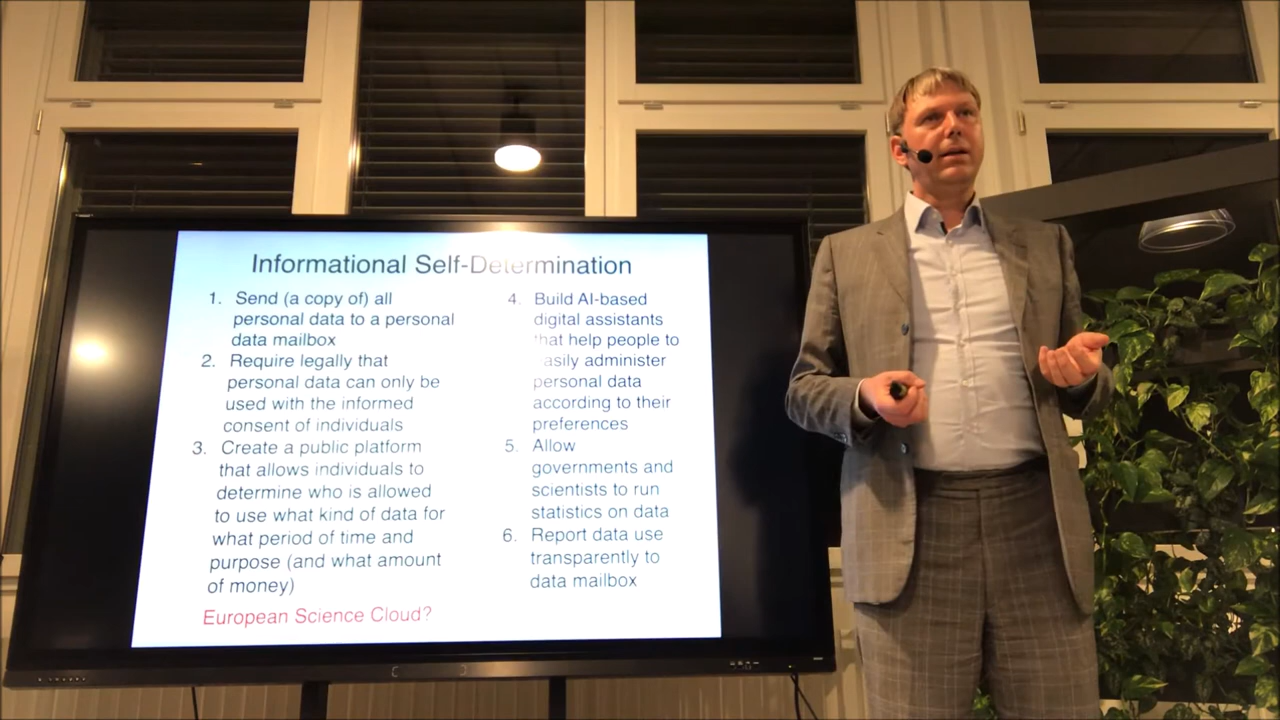 Informational Self-Determination
1. Send (a copy of) all
personal data to a personal
data mailbox
2. Require legally that
personal data can only be
used with the informed
consent of individuals
3. Create a public platform
that allows individuals to
determine who is allowed
to use what kind of data for
what period of time and
purpose (and what amount
of money)
European Science Cloud?
4. Build AI-based
digital assistants
that help people to
asily administer
personal data
according to their
preferences
5. Allow
governments and
scientists to run
statistics on data
6. Report data use
transparently to
data mailbox